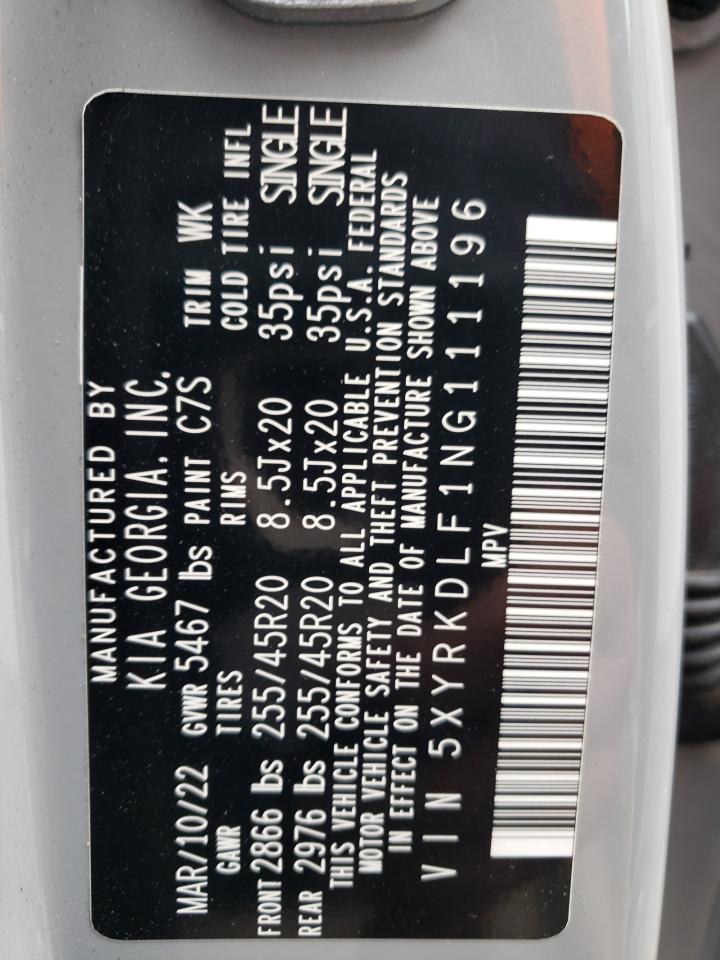 MANUFACTURED BY
KIA GEORGIA, INC.
MAR/10/22 GVWR 5467 lbs PAINT C7S TRIM WK
GAWR TIRES RIMS COLD TIRE INFL
FRONT 2866 lbs 255/45R20 8.5Jx20 35psi SINGLE
REAR 2976 lbs 255/45R20 8.5Jx20 35psi SINGLE
THIS VEHICLE CONFORMS TO ALL APPLICABLE U.S.A. FEDERAL
MOTOR VEHICLE SAFETY AND THEFT PREVENTION STANDARDS
IN EFFECT ON THE DATE OF MANUFACTURE SHOWN ABOVE
VIN 5XYRKDLF1NG111196
MPV